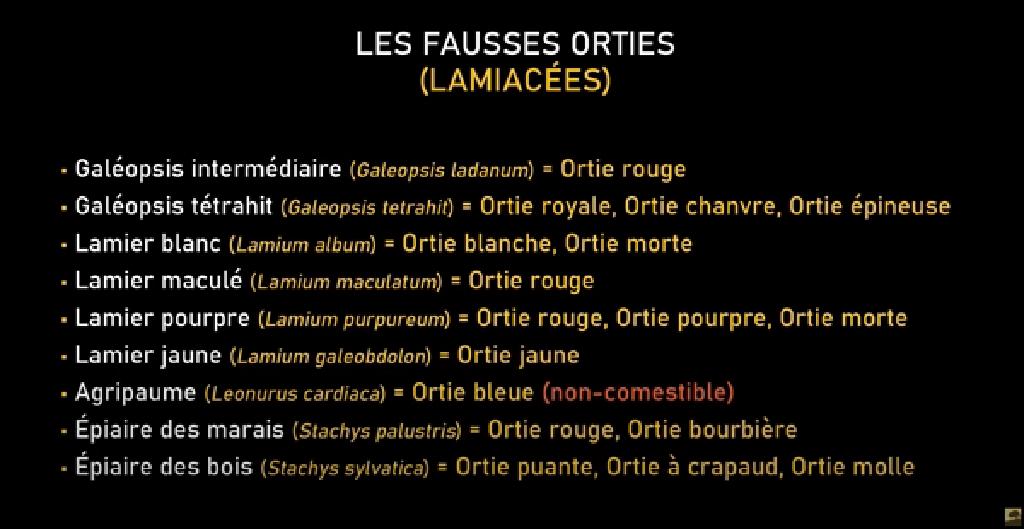 LES FAUSSES ORTIES
(LAMIACÉES)
- Galéopsis intermédiaire (Galeopsis ladanum) = Ortie rouge
- Galéopsis tétrahit (Galeopsis tetrahit) = Ortie royale, Ortie chanvre, Ortie épineuse
- Lamier blanc (Lamium album) = Ortie blanche, Ortie morte
- Lamier maculé (Lamium maculatum) = Ortie rouge
- Lamier pourpre (Lamium purpureum) = Ortie rouge, Ortie pourpre, Ortie morte
- Lamier jaune (Lamium galeobdolon) = Ortie jaune
- Agripaume (Leonurus cardiaca) = Ortie bleue (non-comestible)
- Épiaire des marais (Stachys palustris) = Ortie rouge, Ortie bourbière
- Épiaire des bois (Stachys sylvatica) = Ortie puante, Ortie à crapaud, Ortie molle